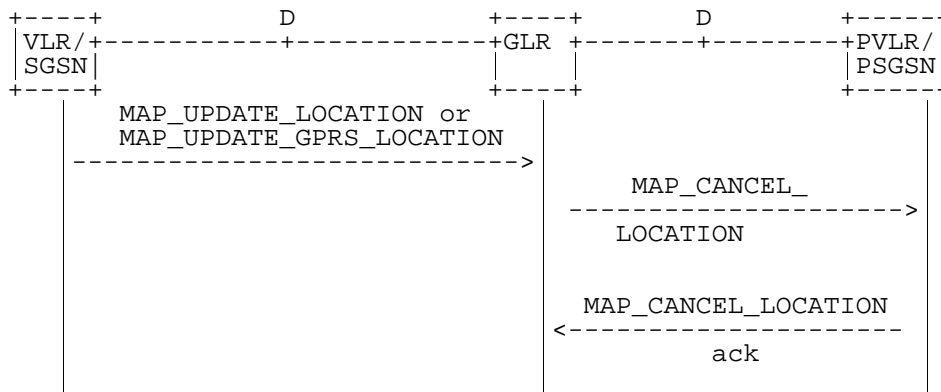 D D
VLR/ GLR PVLR/
SGSN PSGSN
MAP_UPDATE_LOCATION or
MAP_UPDATE_GPRS_LOCATION
MAP_CANCEL_
LOCATION
MAP_CANCEL_LOCATION
ack